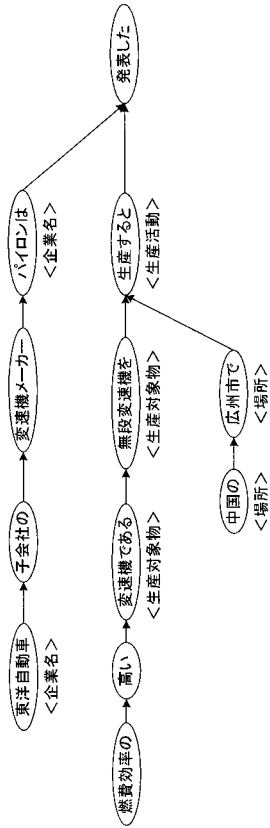 東洋自動車
<企業名>
子会社の
変速機メーカー
パイロンは
<企業名>
燃費効率の
高い
変速機である
<生産対象物>
無段変速機を
<生産対象物>
中国の
<場所>
広州市で
<場所>
生産すると
<生産活動>
発表した